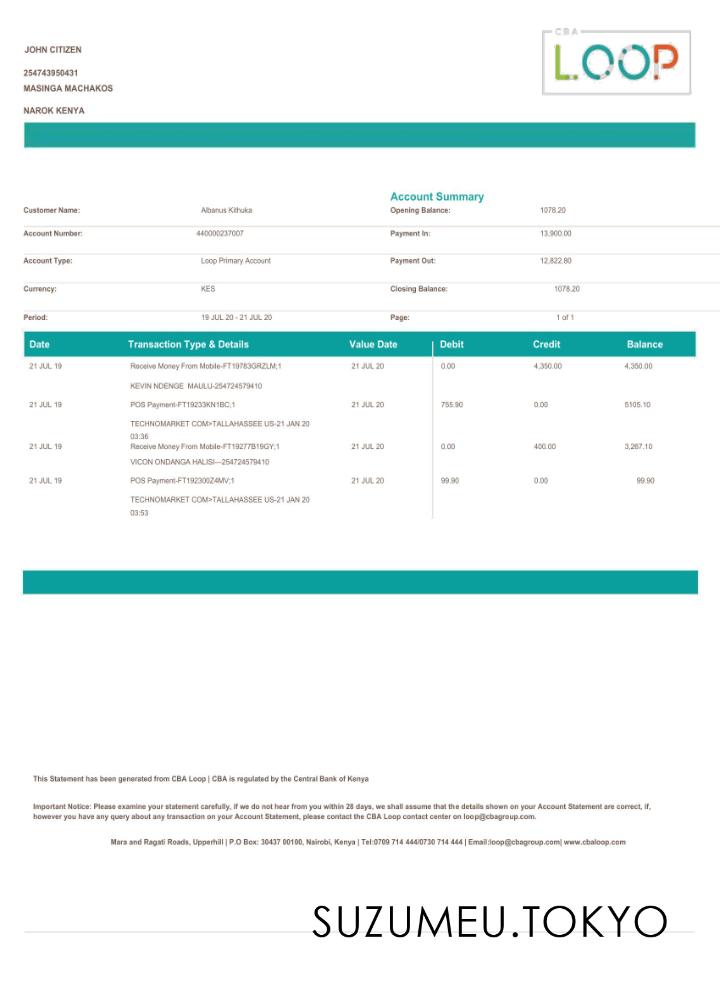 JOHN CITIZEN
CBA
LOOP
254743950431
MASINGA MACHAKOS
NAROK KENYA
Account Summary
Customer Name: Albanus Kithuka Opening Balance: 1078.20
Account Number: 440000237007 Payment In: 13,900.00
Account Type: Loop Primary Account Payment Out: 12,822.80
Currency: KES Closing Balance: 1078.20
Period: 19 JUL 20 - 21 JUL 20 Page: 1 of 1
Date Transaction Type & Details Value Date Debit Credit Balance
21 JUL 19 Receive Money From Mobile-FT19783GRZLM;1 21 JUL 20 0.00 4,350.00 4,350.00
KEVIN NDENGE MAULU-254724579410
21 JUL 19 POS Payment-FT19233KN1BC;1 21 JUL 20 755.90 0.00 5105.10
TECHNOMARKET COM>TALLAHASSEE US-21 JAN 20
03:36
21 JUL 19 Receive Money From Mobile-FT19277B19GY;1 21 JUL 20 0.00 400.00 3,267.10
VICON ONDANGA HALISI---254724579410
21 JUL 19 POS Payment-FT192300Z4MV;1 21 JUL 20 99.90 0.00 99.90
TECHNOMARKET COM>TALLAHASSEE US-21 JAN 20
03:53
This Statement has been generated from CBA Loop | CBA is regulated by the Central Bank of Kenya
Important Notice: Please examine your statement carefully, if we do not hear from you within 28 days, we shall assume that the details shown on your Account Statement are correct, if,
however you have any query about any transaction on your Account Statement, please contact the CBA Loop contact center on loop@cbagroup.com.
Mara and Ragati Roads, Upperhill | P.O Box: 30437 00100, Nairobi, Kenya | Tel:0709 714 444/0730 714 444 | Email:loop@cbagroup.com| www.cbaloop.com
SUZUMEU.TOKYO